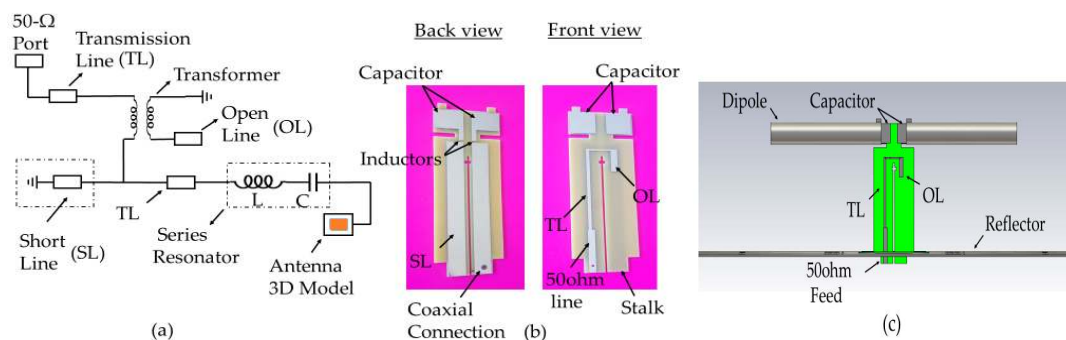 50-Ω
Port
Transmission
Line (TL)
Transformer
Open
Line (OL)
TL
L
C
Short
Line (SL)
Series
Resonator
Antenna
3D Model
(a)
Back view
Front view
Capacitor
Capacitor
Inductors
OL
TL
SL
50ohm
line
Coaxial
Connection
Stalk
(b)
Dipole
Capacitor
TL
OL
Reflector
50ohm
Feed
(c)